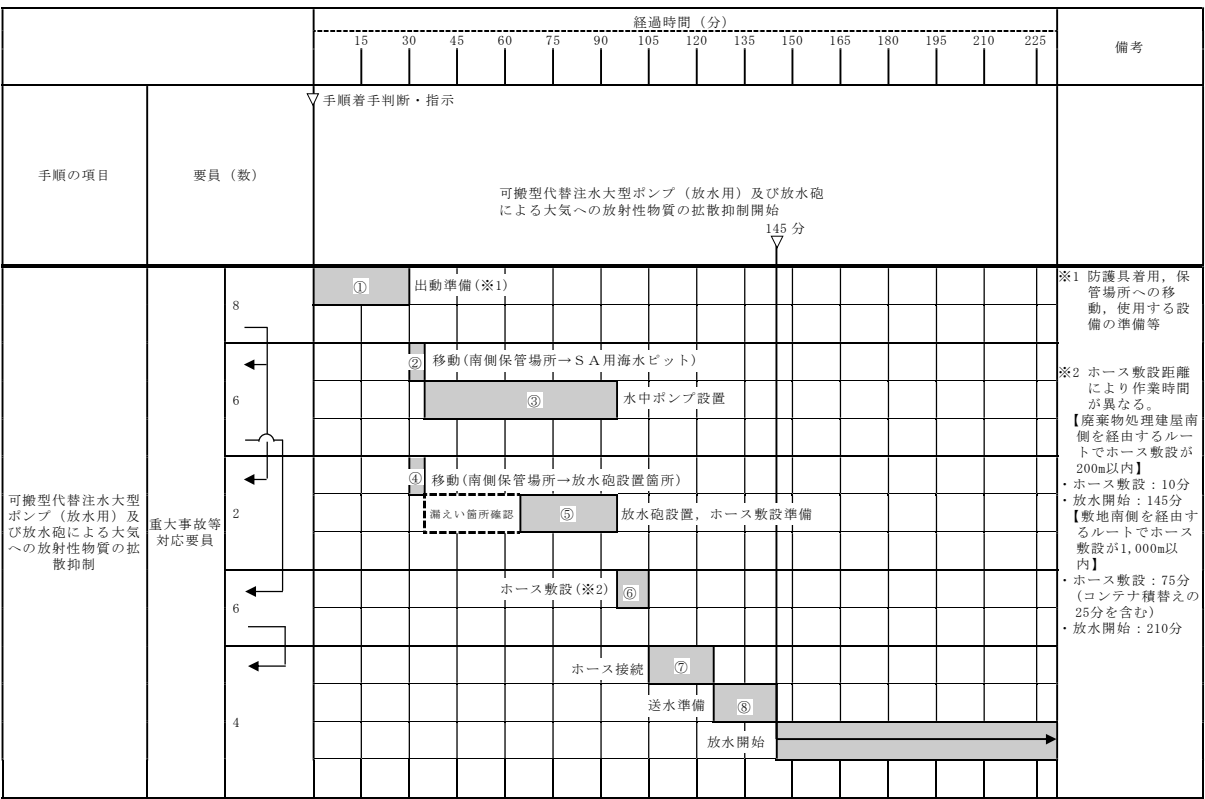 経過時間（分）
15 30 45 60 75 90 105 120 135 150 165 180 195 210 225
備考
手順の項目
要員（数）
手順着手判断・指示
可搬型代替注水大型ポンプ（放水用）及び放水砲
による大気への放射性物質の拡散抑制開始
145 分
可搬型代替注水大型
ポンプ（放水用）及
び放水砲による大気
への放射性物質の拡
散抑制
重大事故等
対応要員
8
① 出動準備(※1)
6
② 移動(南側保管場所→ＳＡ用海水ピット)
③ 水中ポンプ設置
2
④ 移動(南側保管場所→放水砲設置箇所)
漏えい箇所確認 ⑤ 放水砲設置，ホース敷設準備
6
ホース敷設(※2) ⑥
4
ホース接続 ⑦
送水準備 ⑧
放水開始
※1 防護具着用，保
管場所への移
動，使用する設
備の準備等
※2 ホース敷設距離
により作業時間
が異なる。
【廃棄物処理建屋南
側を経由するルー
トでホース敷設が
200m以内】
・ホース敷設：10分
・放水開始：145分
【敷地南側を経由す
るルートでホース
敷設が1,000m以
内】
・ホース敷設：75分
(コンテナ積替えの
25分を含む)
・放水開始：210分